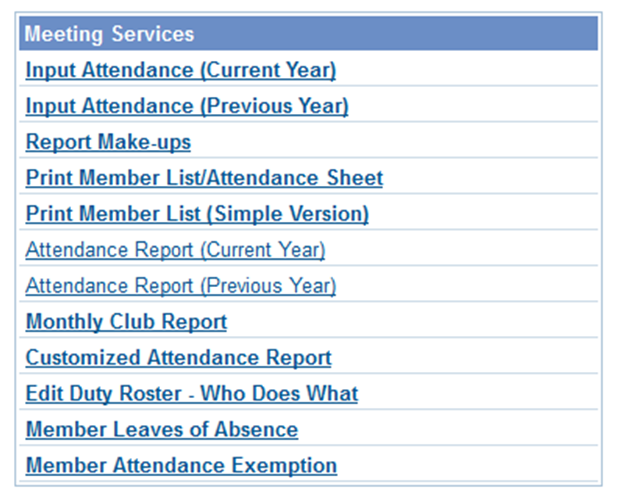 Meeting Services
Input Attendance (Current Year)
Input Attendance (Previous Year)
Report Make-ups
Print Member List/Attendance Sheet
Print Member List (Simple Version)
Attendance Report (Current Year)
Attendance Report (Previous Year)
Monthly Club Report
Customized Attendance Report
Edit Duty Roster - Who Does What
Member Leaves of Absence
Member Attendance Exemption